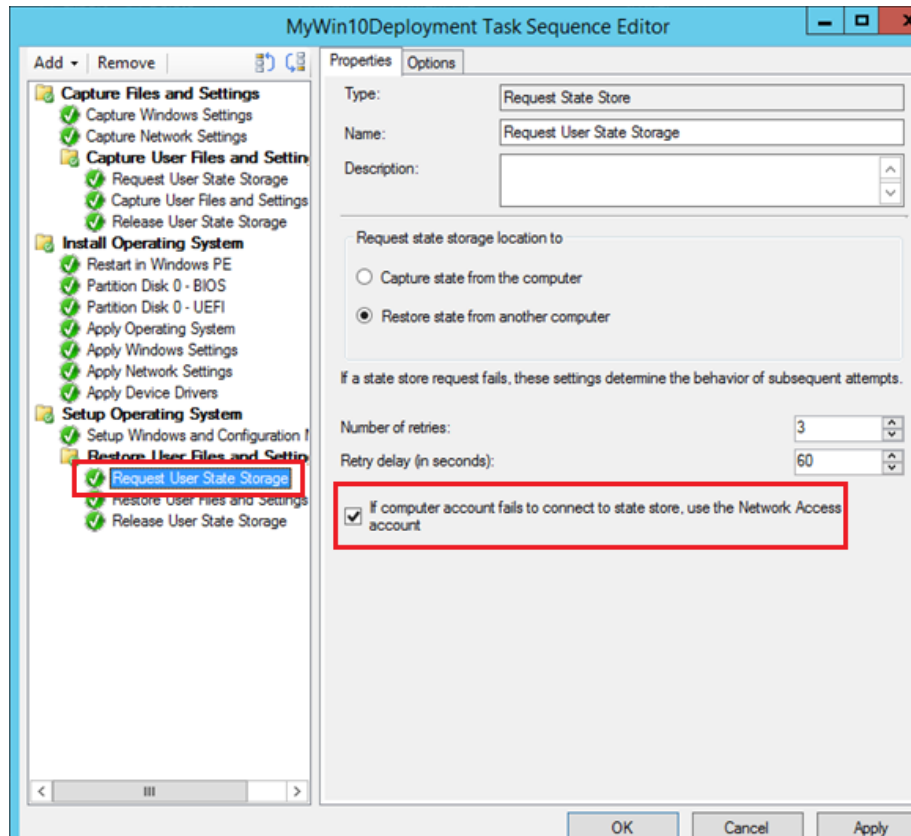 MyWin10Deployment Task Sequence Editor
Add
Remove
Capture Files and Settings
Capture Windows Settings
Capture Network Settings
Capture User Files and Settin
Request User State Storage
Capture User Files and Settings
Release User State Storage
Install Operating System
Restart in Windows PE
Partition Disk 0 - BIOS
Partition Disk 0 - UEFI
Apply Operating System
Apply Windows Settings
Apply Network Settings
Apply Device Drivers
Setup Operating System
Setup Windows and Configuration
Restore User Files and Settin
Request User State Storage
Restore User Files and Settings
Release User State Storage
Properties
Options
Type:
Request State Store
Name:
Request User State Storage
Description:
Request state storage location to
Capture state from the computer
Restore state from another computer
If a state store request fails, these settings determine the behavior of subsequent attempts.
Number of retries:
3
Retry delay (in seconds):
60
If computer account fails to connect to state store, use the Network Access
account
OK
Cancel
Apply